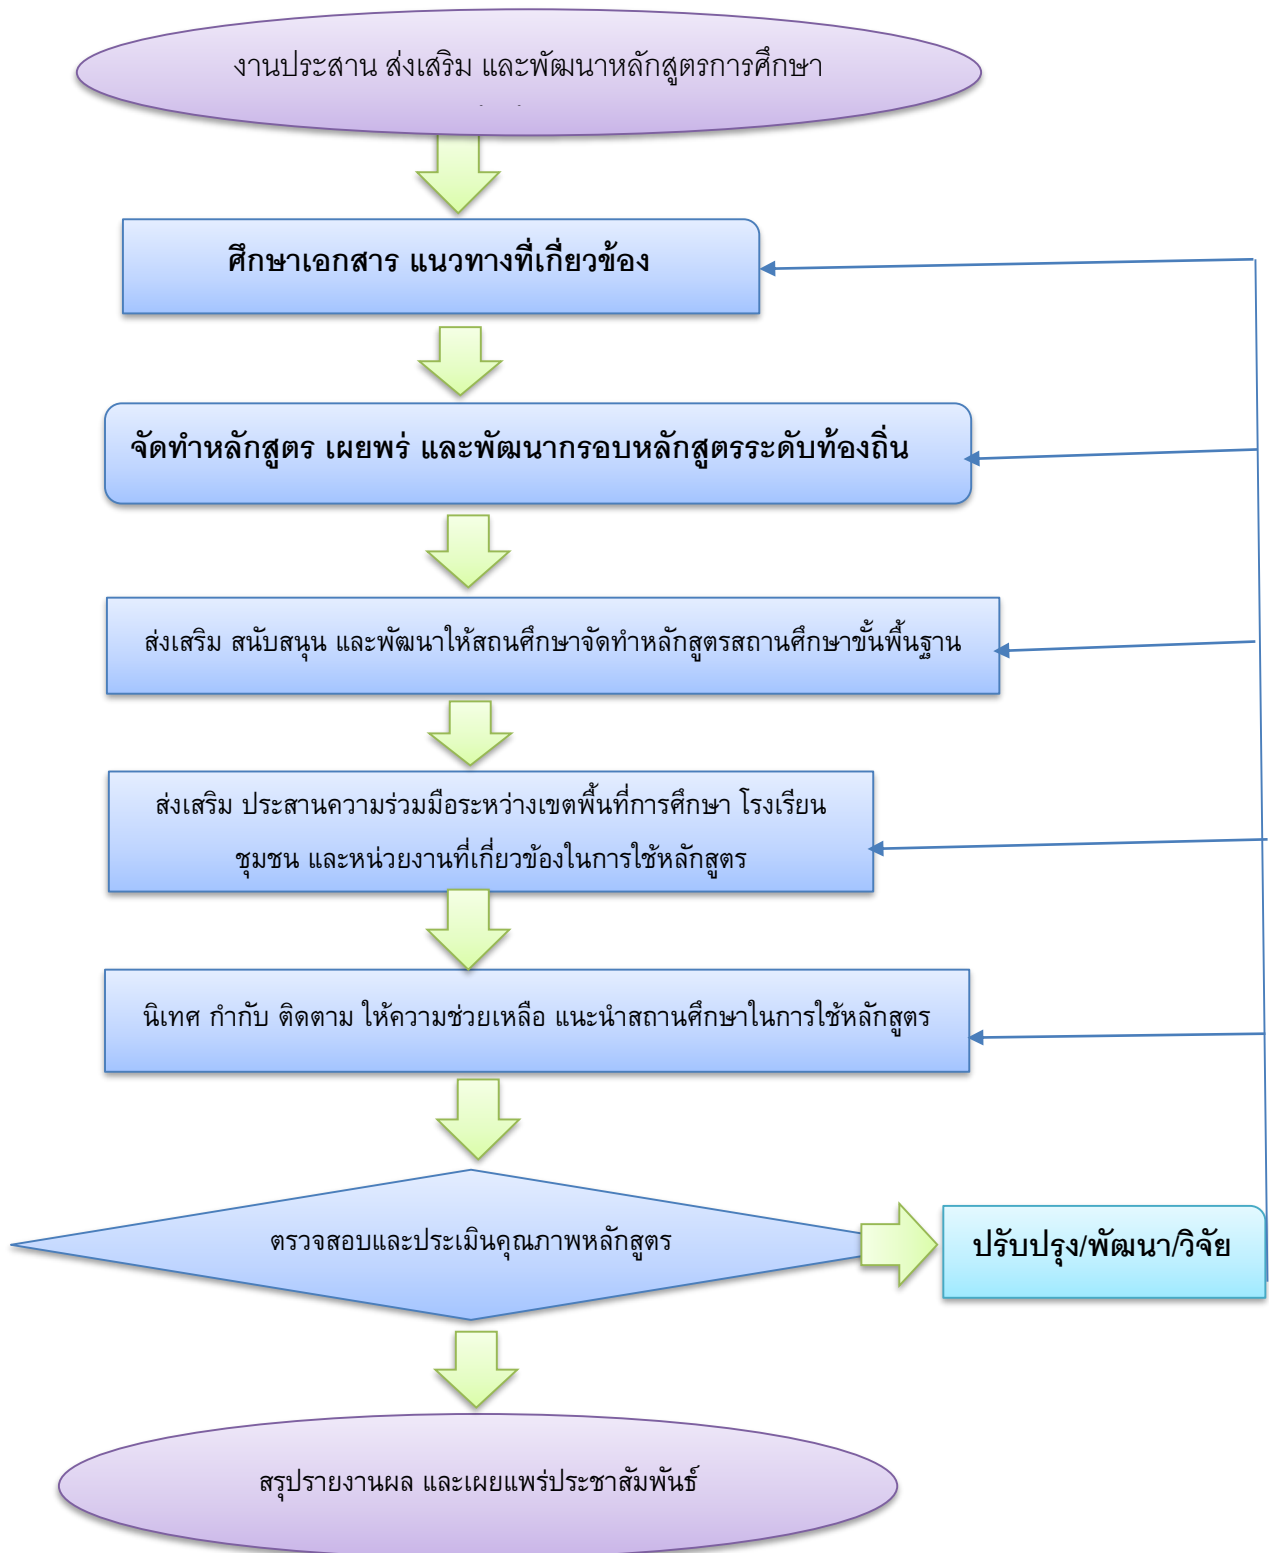 งานประสาน ส่งเสริม และพัฒนาหลักสูตรการศึกษา
ศึกษาเอกสาร แนวทางที่เกี่ยวข้อง
จัดทำหลักสูตร เผยพร่ และพัฒนากรอบหลักสูตรระดับท้องถิ่น
ส่งเสริม สนับสนุน และพัฒนาให้สถนศึกษาจัดทำหลักสูตรสถานศึกษาขั้นพื้นฐาน
ส่งเสริม ประสานความร่วมมือระหว่างเขตพื้นที่การศึกษา โรงเรียน
ชุมชน และหน่วยงานที่เกี่ยวข้องในการใช้หลักสูตร
นิเทศ กำกับ ติดตาม ให้ความช่วยเหลือ แนะนำสถานศึกษาในการใช้หลักสูตร
ตรวจสอบและประเมินคุณภาพหลักสูตร
ปรับปรุง/พัฒนา/วิจัย
สรุปรายงานผล และเผยแพร่ประชาสัมพันธ์